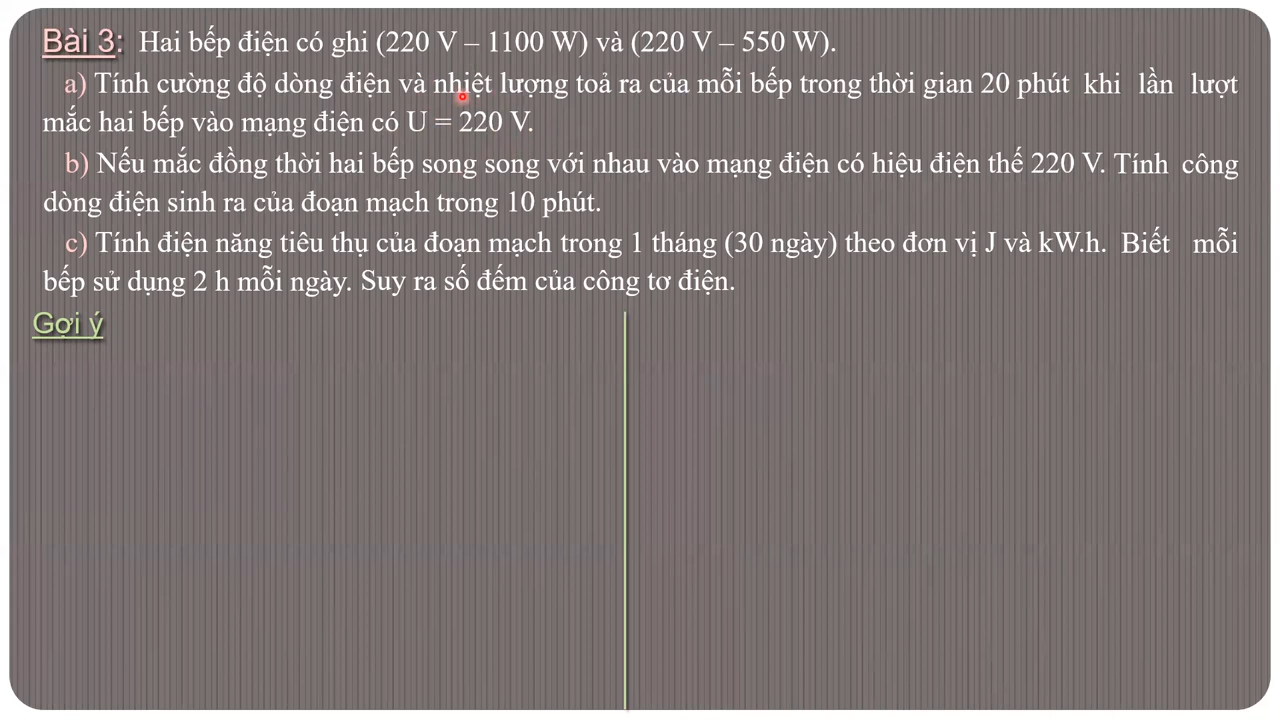 Bài 3: Hai bếp điện có ghi (220 V – 1100 W) và (220 V – 550 W).
a) Tính cường độ dòng điện và nhiệt lượng toả ra của mỗi bếp trong thời gian 20 phút khi lần lượt
mắc hai bếp vào mạng điện có U = 220 V.
b) Nếu mắc đồng thời hai bếp song song với nhau vào mạng điện có hiệu điện thế 220 V. Tính công
dòng điện sinh ra của đoạn mạch trong 10 phút.
c) Tính điện năng tiêu thụ của đoạn mạch trong 1 tháng (30 ngày) theo đơn vị J và kW.h. Biết mỗi
bếp sử dụng 2 h mỗi ngày. Suy ra số đếm của công tơ điện.
Gợi ý